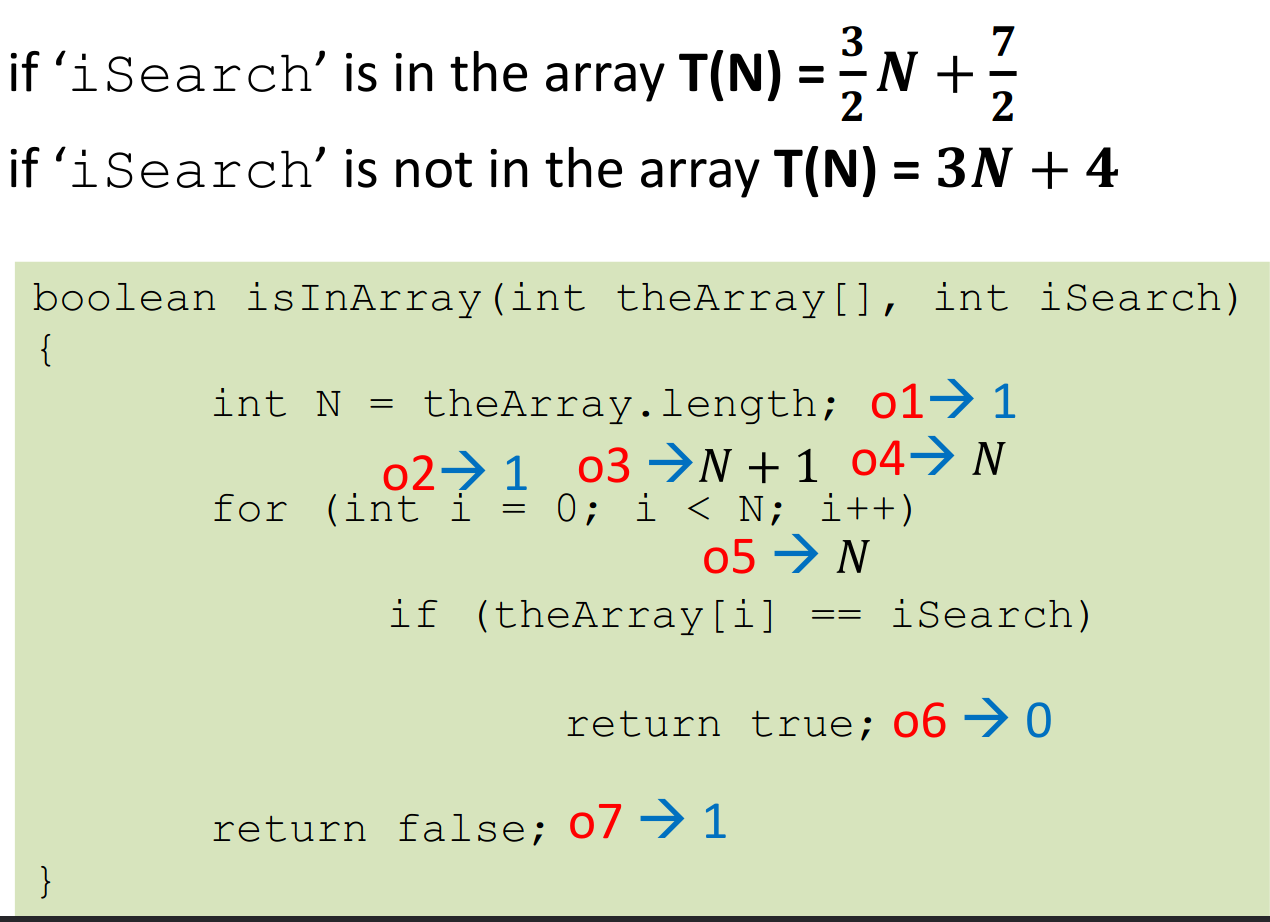 if ‘iSearch’ is in the array T(N) = 3/2 N + 7/2
if ‘iSearch’ is not in the array T(N) = 3N + 4
boolean isInArray(int theArray[], int iSearch)
{
int N = theArray.length; o1→ 1
o2→ 1 o3 →N + 1 o4→ N
for (int i = 0; i < N; i++)
o5 → N
if (theArray[i] == iSearch)
return true; o6 → 0
return false; o7 → 1
}